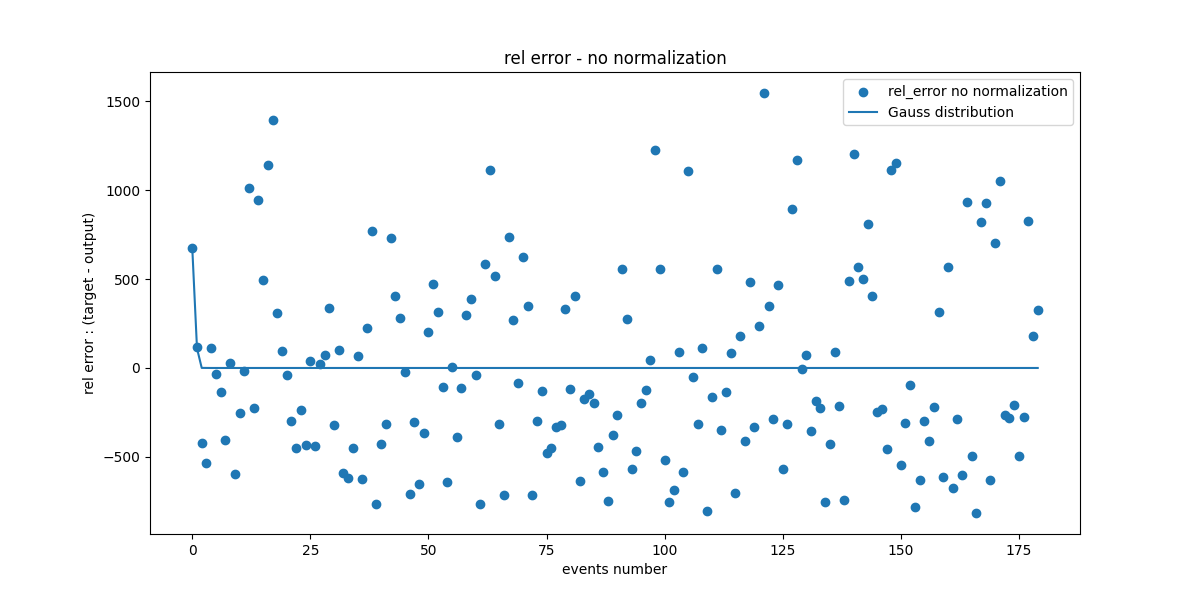 rel error - no normalization
rel_error no normalization
Gauss distribution
rel error : (target - output)
1500
1000
500
0
−500
0 25 50 75 100 125 150 175
events number